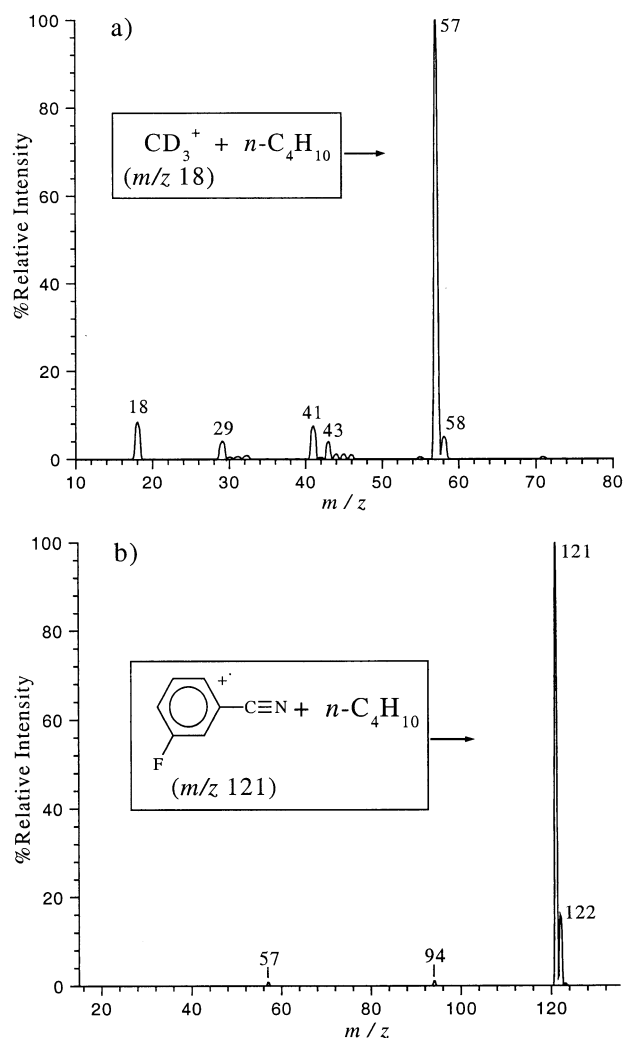 a)
%Relative Intensity
100
80
60
40
20
0
CD₃⁺ + n-C₄H₁₀
(m/z 18)
57
18
29
41
43
58
10 20 30 40 50 60 70 80
m / z
b)
%Relative Intensity
100
80
60
40
20
0
+·
C≡N + n-C₄H₁₀
F
(m/z 121)
121
122
57
94
20 40 60 80 100 120
m / z